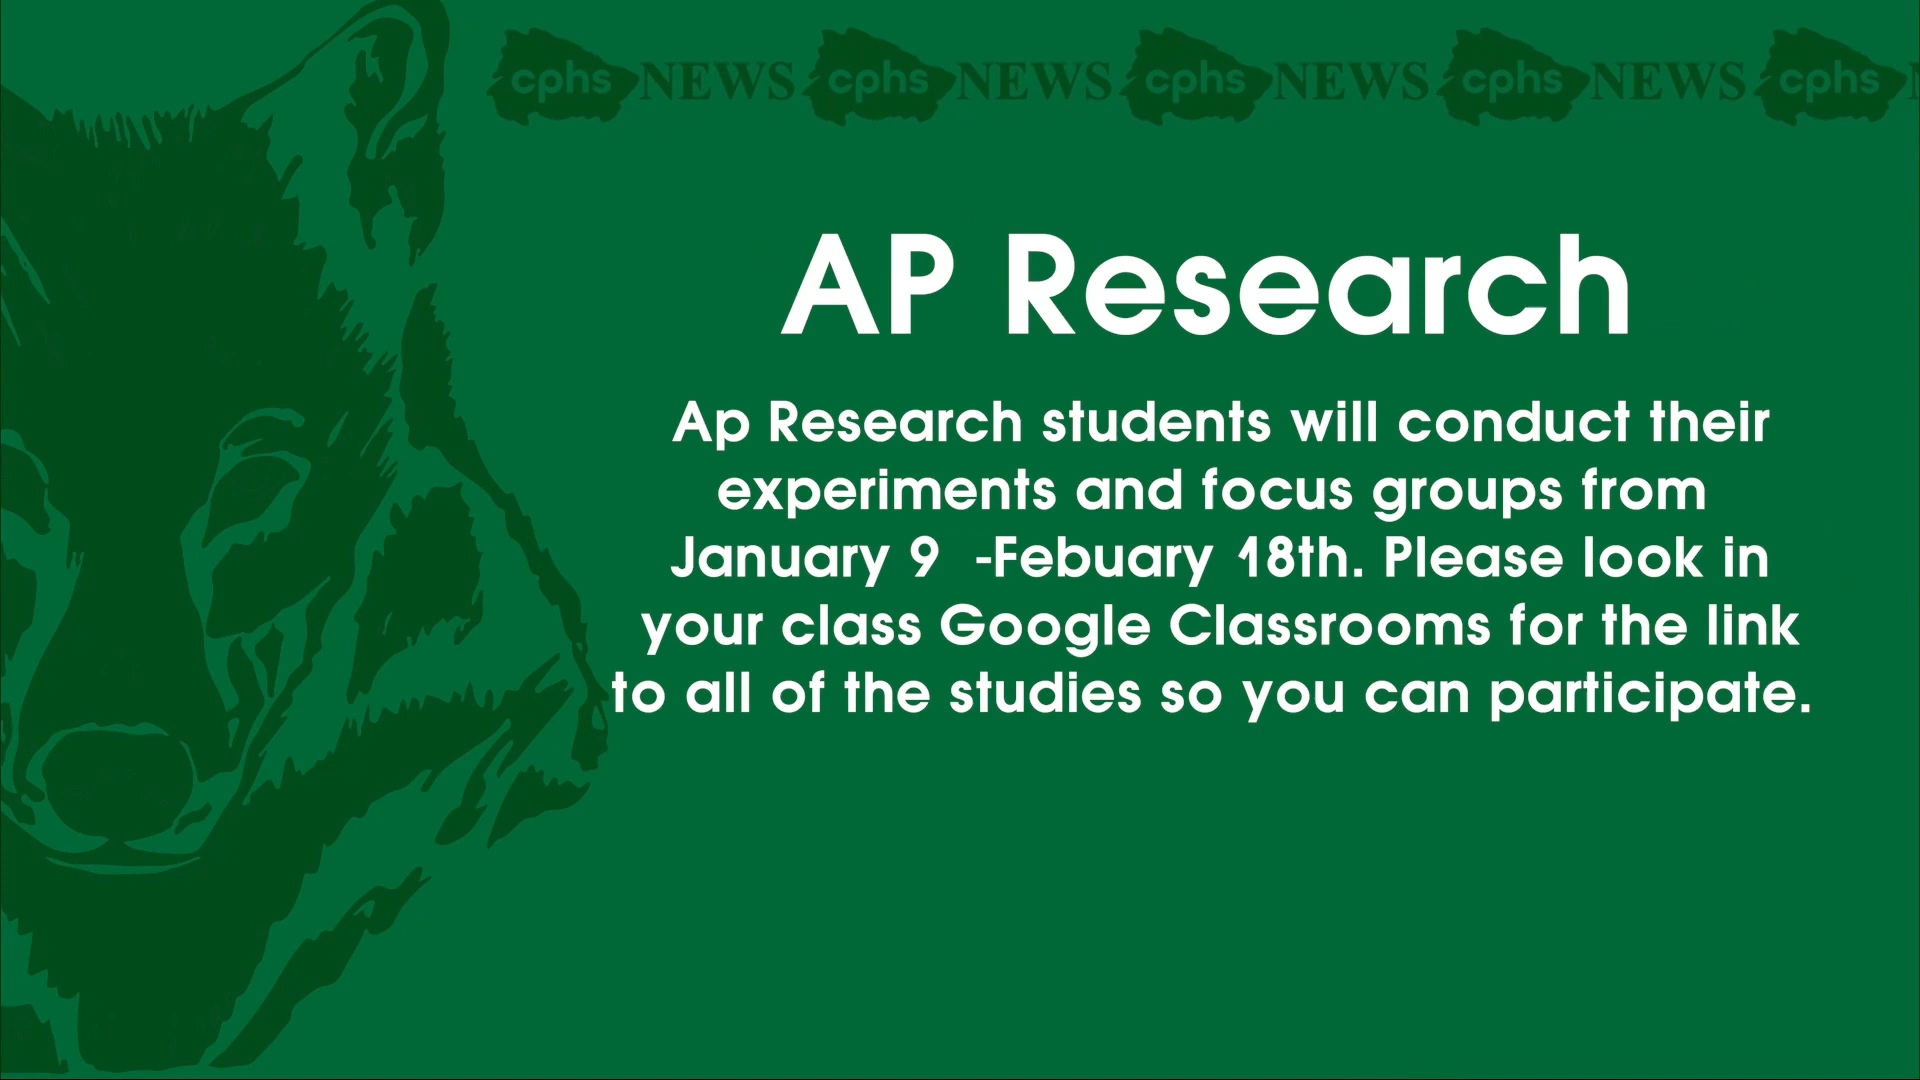 cphs NEWS cphs NEWS cphs NEWS cphs NEWS cphs N
AP Research
Ap Research students will conduct their
experiments and focus groups from
January 9  -Febuary 18th. Please look in
your class Google Classrooms for the link
to all of the studies so you can participate.